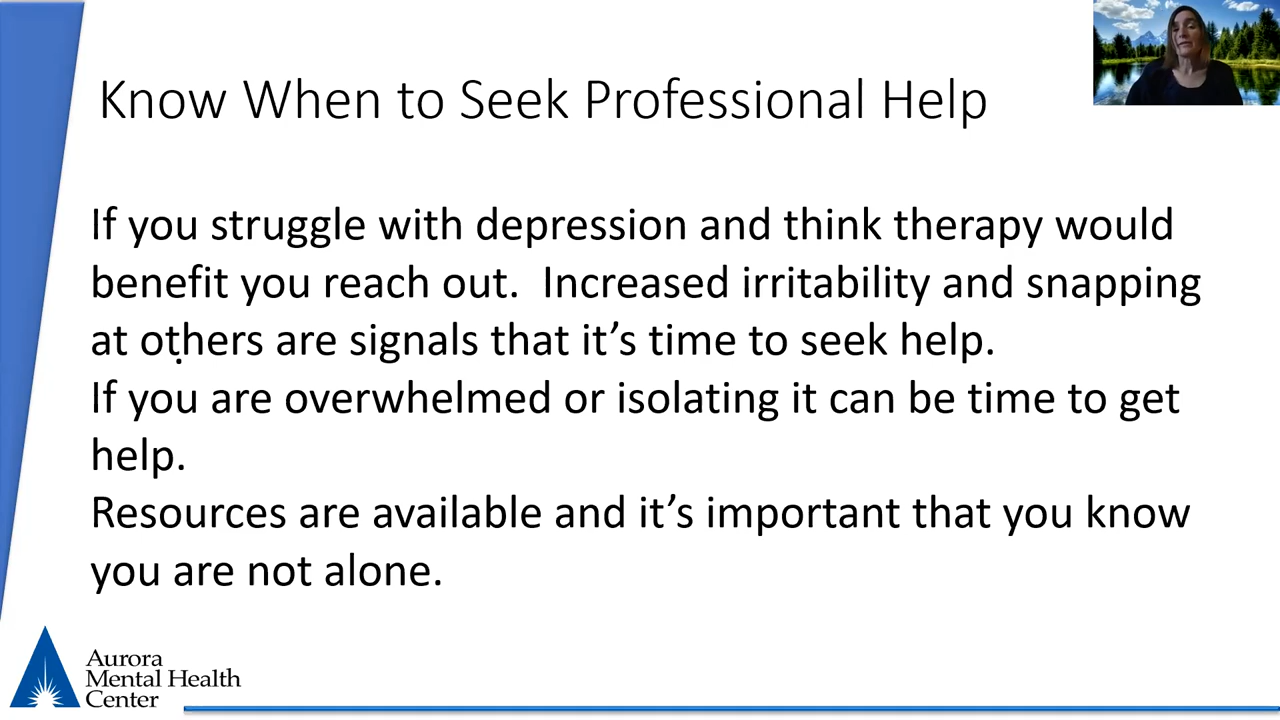 Know When to Seek Professional Help
If you struggle with depression and think therapy would
benefit you reach out.  Increased irritability and snapping
at others are signals that it’s time to seek help.
If you are overwhelmed or isolating it can be time to get
help.
Resources are available and it’s important that you know
you are not alone.
Aurora
Mental Health
Center